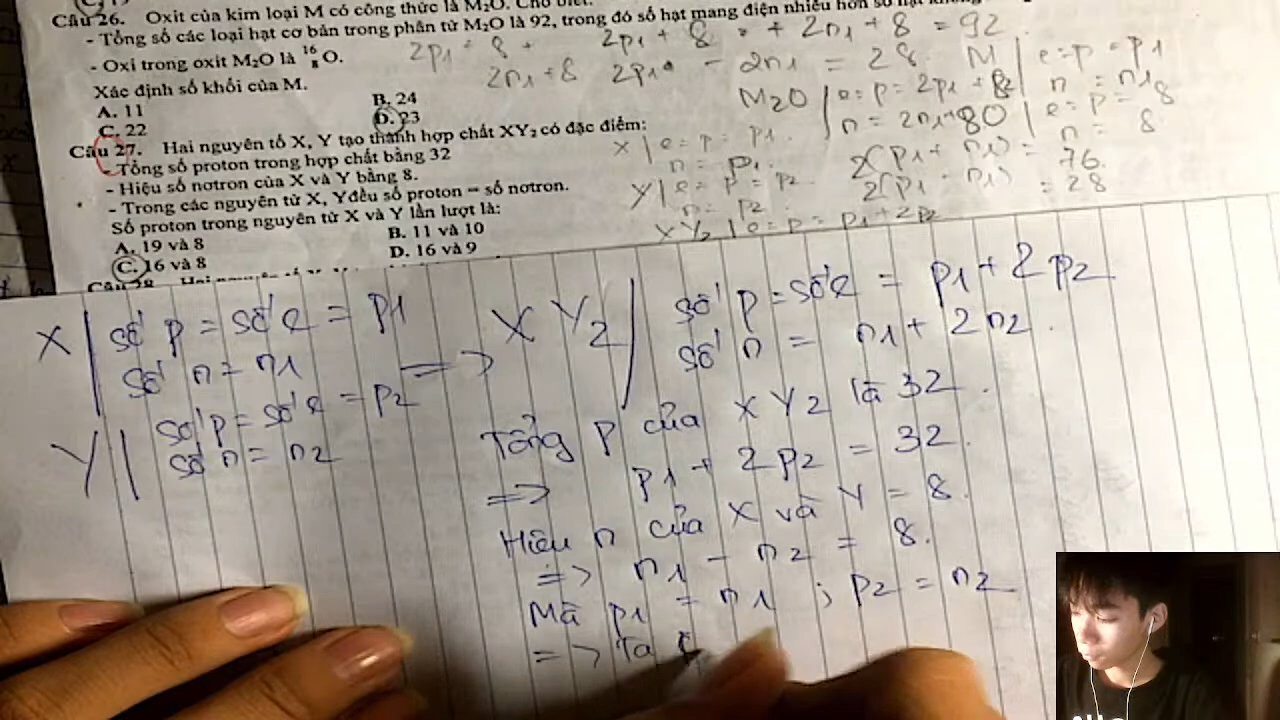 Câu 26. Oxit của kim loại M có công thức là M₂O. Cho biết:
- Tổng số các loại hạt cơ bản trong phân tử M₂O là 92, trong đó số hạt mang điện nhiều hơn số hạt không
- Oxi trong oxit M₂O là ¹⁶₈O.
Xác định số khối của M.
A. 11
B. 24
C. 22
D. 23
2p1 + 8 +
2n1 + 8
2p1 + 8 + 2n1 + 8 = 92
2p1 - 2n1 = 28
M | e = p = p1
n = n1
M2O | e = p = 2p1 + 8
n = 2n1 + 8
O | e = p = 8
n = 8
2(p1 + n1) = 76.
2(p1 - n1) = 28
Câu 27. Hai nguyên tố X, Y tạo thành hợp chất XY₂ có đặc điểm:
- Tổng số proton trong hợp chất bằng 32
- Hiệu số nơtron của X và Y bằng 8.
- Trong các nguyên tử X, Y đều số proton = số nơtron.
Số proton trong nguyên tử X và Y lần lượt là:
A. 19 và 8
B. 11 và 10
C. 16 và 8
D. 16 và 9
X | e = p = p1
n = p1
Y | e = p = p2
n = p2
XY2 | e = p = p1 + 2p2
Câu 28. Hai
X | số p = số e = p1
số n = n1
Y | số p = số e = p2
số n = n2
=> XY2 | số p = số e = p1 + 2p2
số n = n1 + 2n2.
Tổng p của XY2 là 32.
=> p1 + 2p2 = 32.
Hiệu n của X và Y = 8.
=> n1 - n2 = 8.
Mà p1 = n1 ; p2 = n2
=> Ta